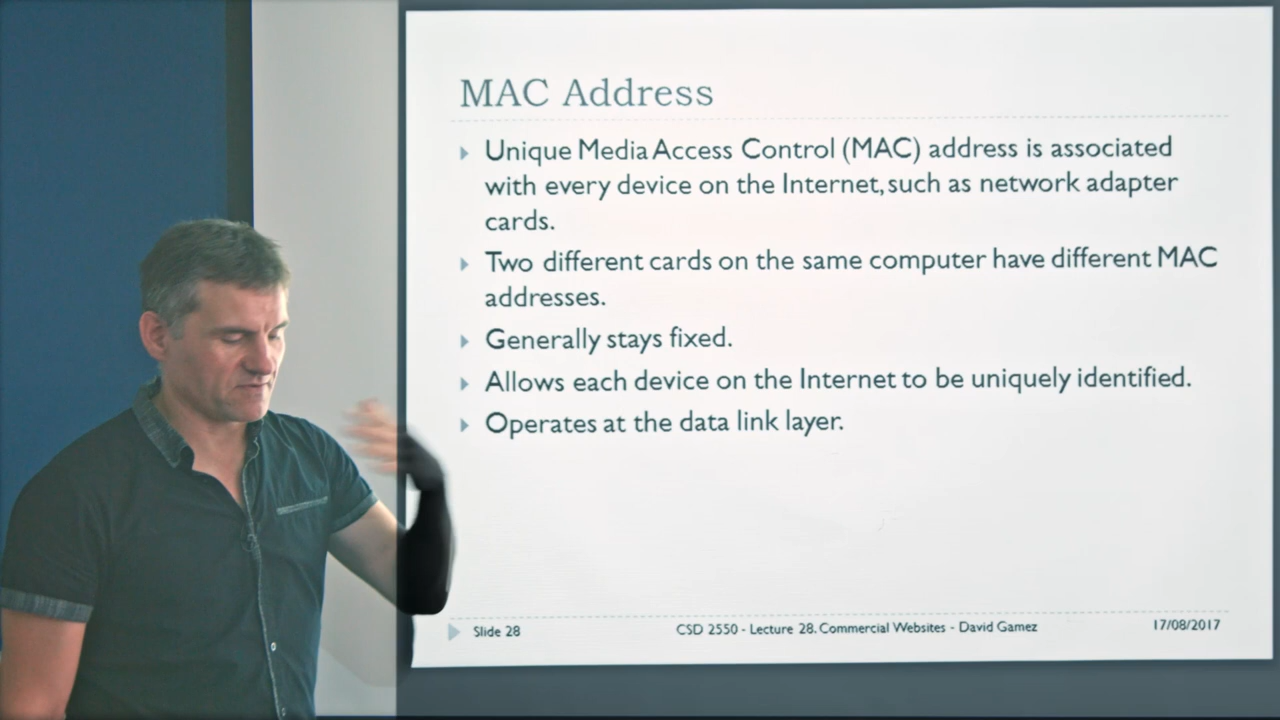 MAC Address
Unique Media Access Control (MAC) address is associated
with every device on the Internet, such as network adapter
cards.
Two different cards on the same computer have different MAC
addresses.
Generally stays fixed.
Allows each device on the Internet to be uniquely identified.
Operates at the data link layer.
Slide 28 CSD 2550 - Lecture 28. Commercial Websites - David Gamez 17/08/2017